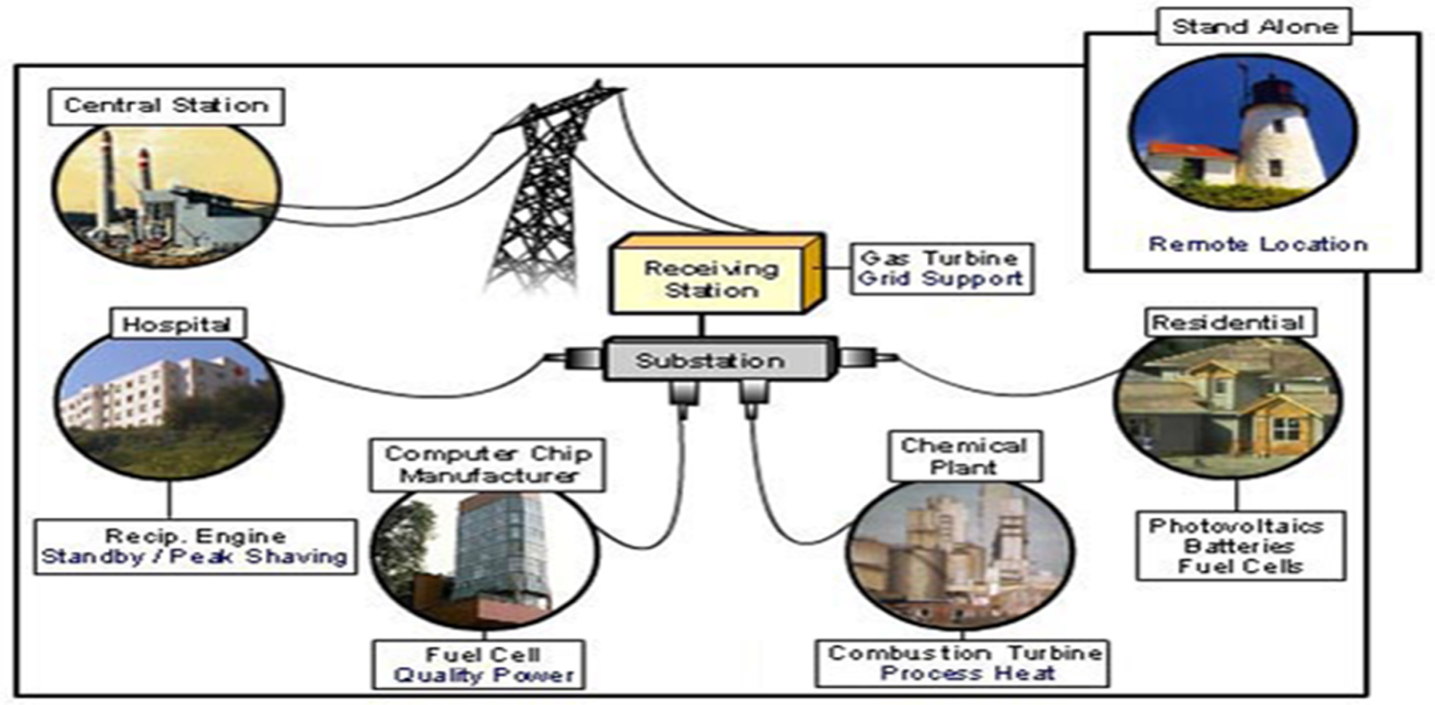 Stand Alone
Central Station
Remote Location
Receiving
Station
Gas Turbine
Grid Support
Hospital
Residential
Substation
Computer Chip
Manufacturer
Chemical
Plant
Recip. Engine
Standby / Peak Shaving
Photovoltaics
Batteries
Fuel Cells
Fuel Cell
Quality Power
Combustion Turbine
Process Heat